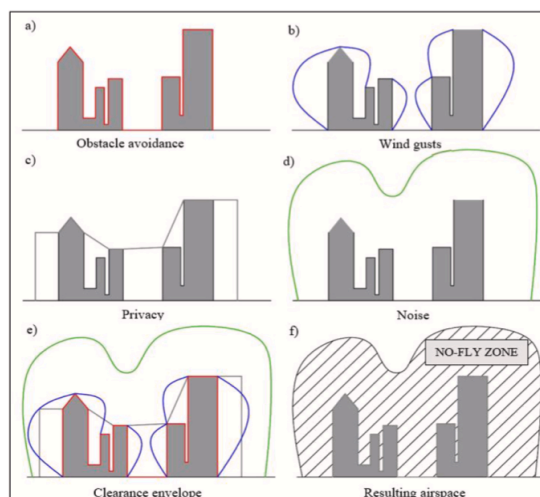 a)
b)
Obstacle avoidance
Wind gusts
c)
d)
Privacy
Noise
e)
f)
NO-FLY ZONE
Clearance envelope
Resulting airspace